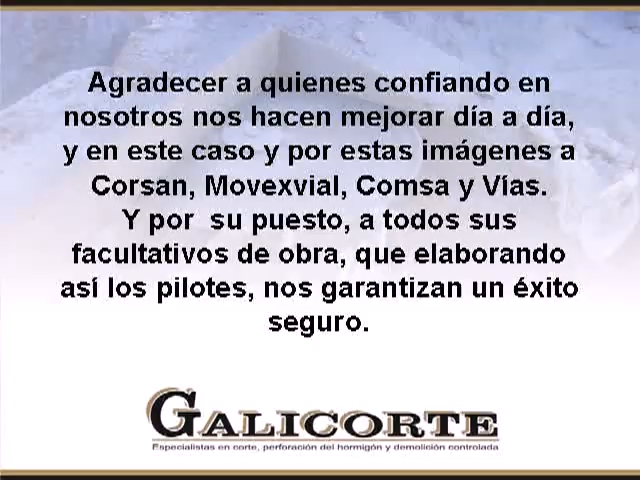 Agradecer a quienes confiando en
nosotros nos hacen mejorar día a día,
y en este caso y por estas imágenes a
Corsan, Movexvial, Comsa y Vías.
Y por  su puesto, a todos sus
facultativos de obra, que elaborando
así los pilotes, nos garantizan un éxito
seguro.
GALICORTE
Especialistas en corte, perforación del hormigón y demolición controlada